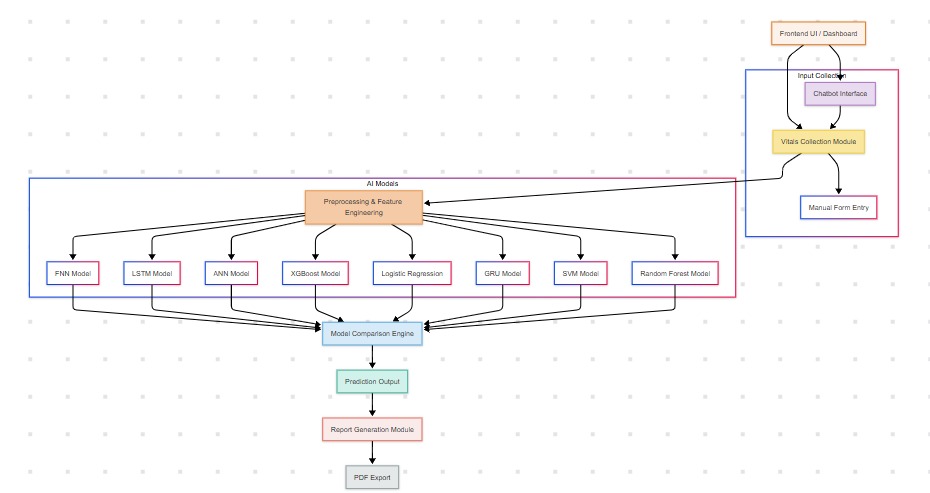 Frontend UI / Dashboard
Input Collection
Chatbot Interface
Vitals Collection Module
Manual Form Entry
AI Models
Preprocessing & Feature
Engineering
FNN Model
LSTM Model
ANN Model
XGBoost Model
Logistic Regression
GRU Model
SVM Model
Random Forest Model
Model Comparison Engine
Prediction Output
Report Generation Module
PDF Export